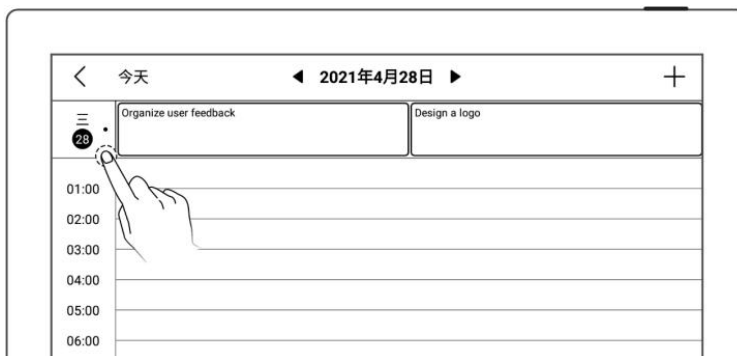 今天
2021年4月28日
三
28
Organize user feedback
Design a logo
01:00
02:00
03:00
04:00
05:00
06:00